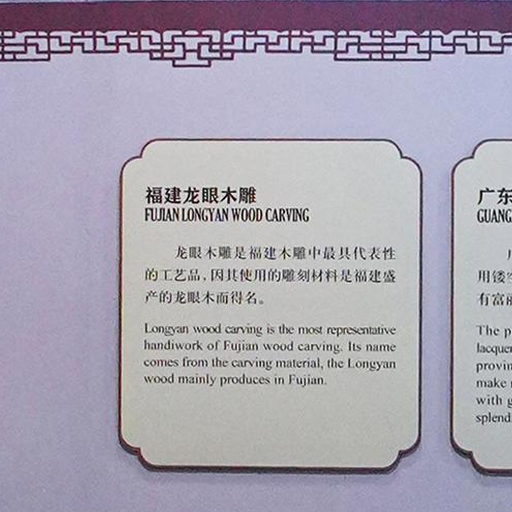 福建龙眼木雕
FUJIAN LONGYAN WOOD CARVING
龙眼木雕是福建木雕中最具代表性
的工艺品,因其使用的雕刻材料是福建盛
产的龙眼木而得名。
Longyan wood carving is the most representative
handiwork of Fujian wood carving. Its name
comes from the carving material, the Longyan
wood mainly produces in Fujian.
广东
GUANG
用镂空
有富丽
The p
lacquer
provin
make
with g
splend